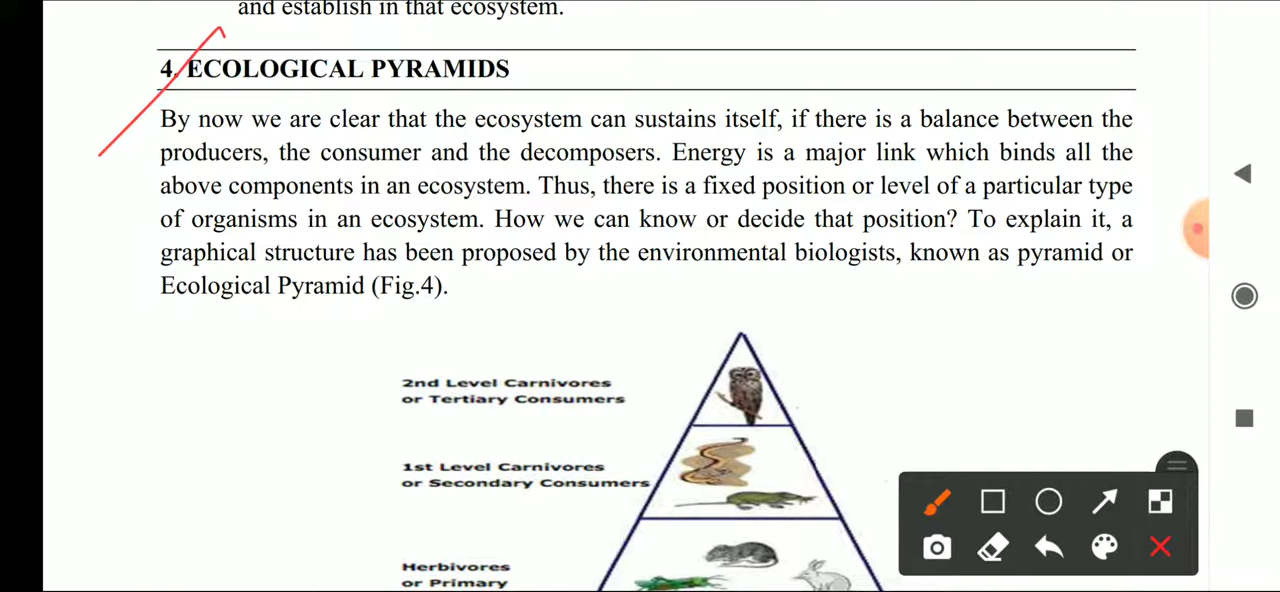 and establish in that ecosystem.
4. ECOLOGICAL PYRAMIDS
By now we are clear that the ecosystem can sustains itself, if there is a balance between the
producers, the consumer and the decomposers. Energy is a major link which binds all the
above components in an ecosystem. Thus, there is a fixed position or level of a particular type
of organisms in an ecosystem. How we can know or decide that position? To explain it, a
graphical structure has been proposed by the environmental biologists, known as pyramid or
Ecological Pyramid (Fig.4).
2nd Level Carnivores
or Tertiary Consumers
1st Level Carnivores
or Secondary Consumers
Herbivores
or Primary